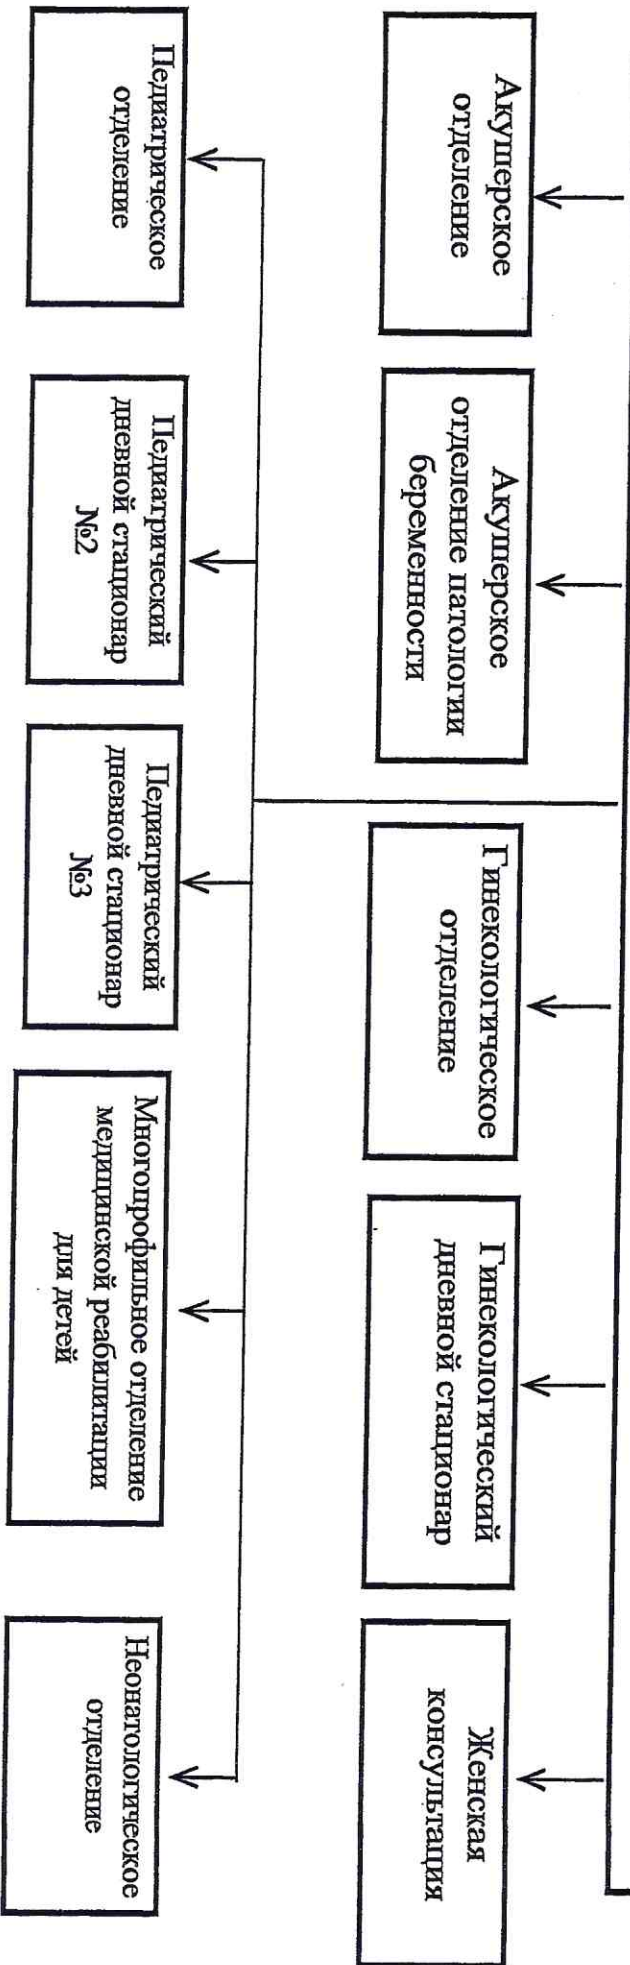 Акушерское
отделение
Акушерское
отделение патологии
беременности
Гинекологическое
отделение
Гинекологический
дневной стационар
Женская
консультация
Педиатрическое
отделение
Педиатрический
дневной стационар
№2
Педиатрический
дневной стационар
№3
Многопрофильное отделение
медицинской реабилитации
для детей
Неонатологическое
отделение